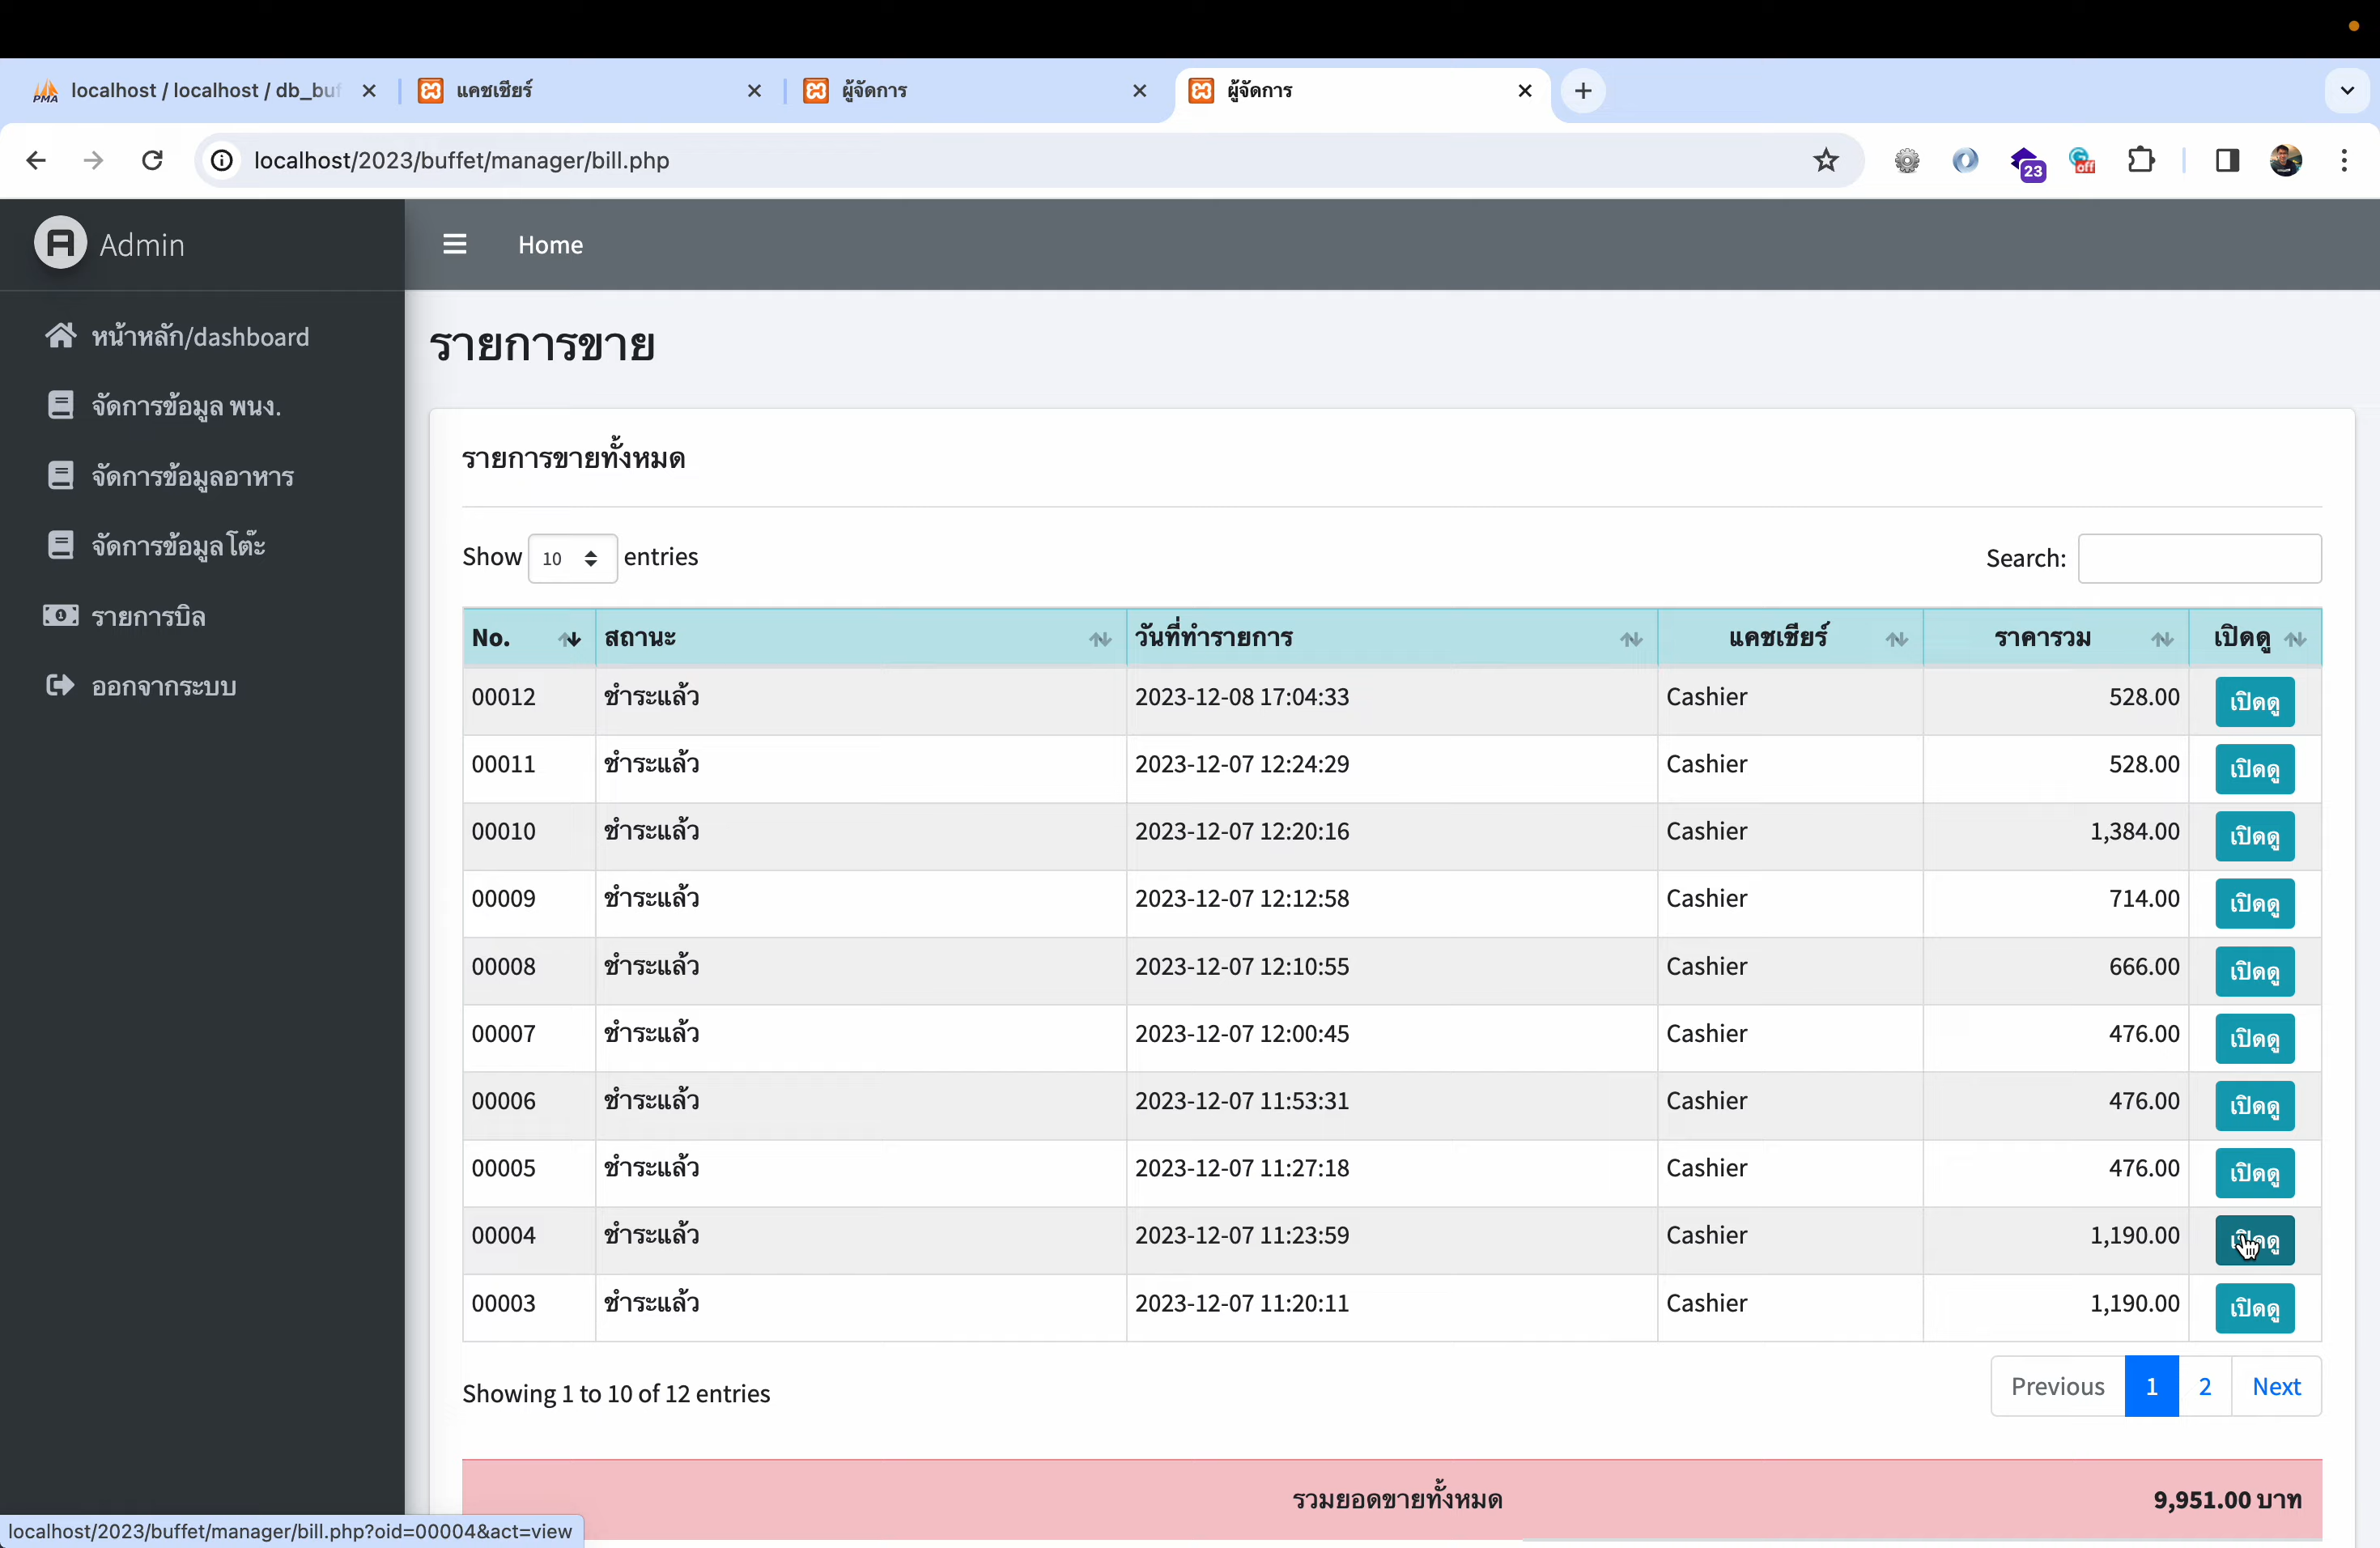 localhost / localhost / db_buf
แคชเชียร์
ผู้จัดการ
ผู้จัดการ
localhost/2023/buffet/manager/bill.php
23
off
Admin
Home
หน้าหลัก/dashboard
จัดการข้อมูล พนง.
จัดการข้อมูลอาหาร
จัดการข้อมูลโต๊ะ
รายการบิล
ออกจากระบบ
รายการขาย
รายการขายทั้งหมด
Show 10 entries
Search:
No. สถานะ วันที่ทำรายการ แคชเชียร์ ราคารวม เปิดดู
00012 ชำระแล้ว 2023-12-08 17:04:33 Cashier 528.00 เปิดดู
00011 ชำระแล้ว 2023-12-07 12:24:29 Cashier 528.00 เปิดดู
00010 ชำระแล้ว 2023-12-07 12:20:16 Cashier 1,384.00 เปิดดู
00009 ชำระแล้ว 2023-12-07 12:12:58 Cashier 714.00 เปิดดู
00008 ชำระแล้ว 2023-12-07 12:10:55 Cashier 666.00 เปิดดู
00007 ชำระแล้ว 2023-12-07 12:00:45 Cashier 476.00 เปิดดู
00006 ชำระแล้ว 2023-12-07 11:53:31 Cashier 476.00 เปิดดู
00005 ชำระแล้ว 2023-12-07 11:27:18 Cashier 476.00 เปิดดู
00004 ชำระแล้ว 2023-12-07 11:23:59 Cashier 1,190.00 เปิดดู
00003 ชำระแล้ว 2023-12-07 11:20:11 Cashier 1,190.00 เปิดดู
Showing 1 to 10 of 12 entries
Previous 1 2 Next
รวมยอดขายทั้งหมด 9,951.00 บาท
localhost/2023/buffet/manager/bill.php?oid=00004&act=view